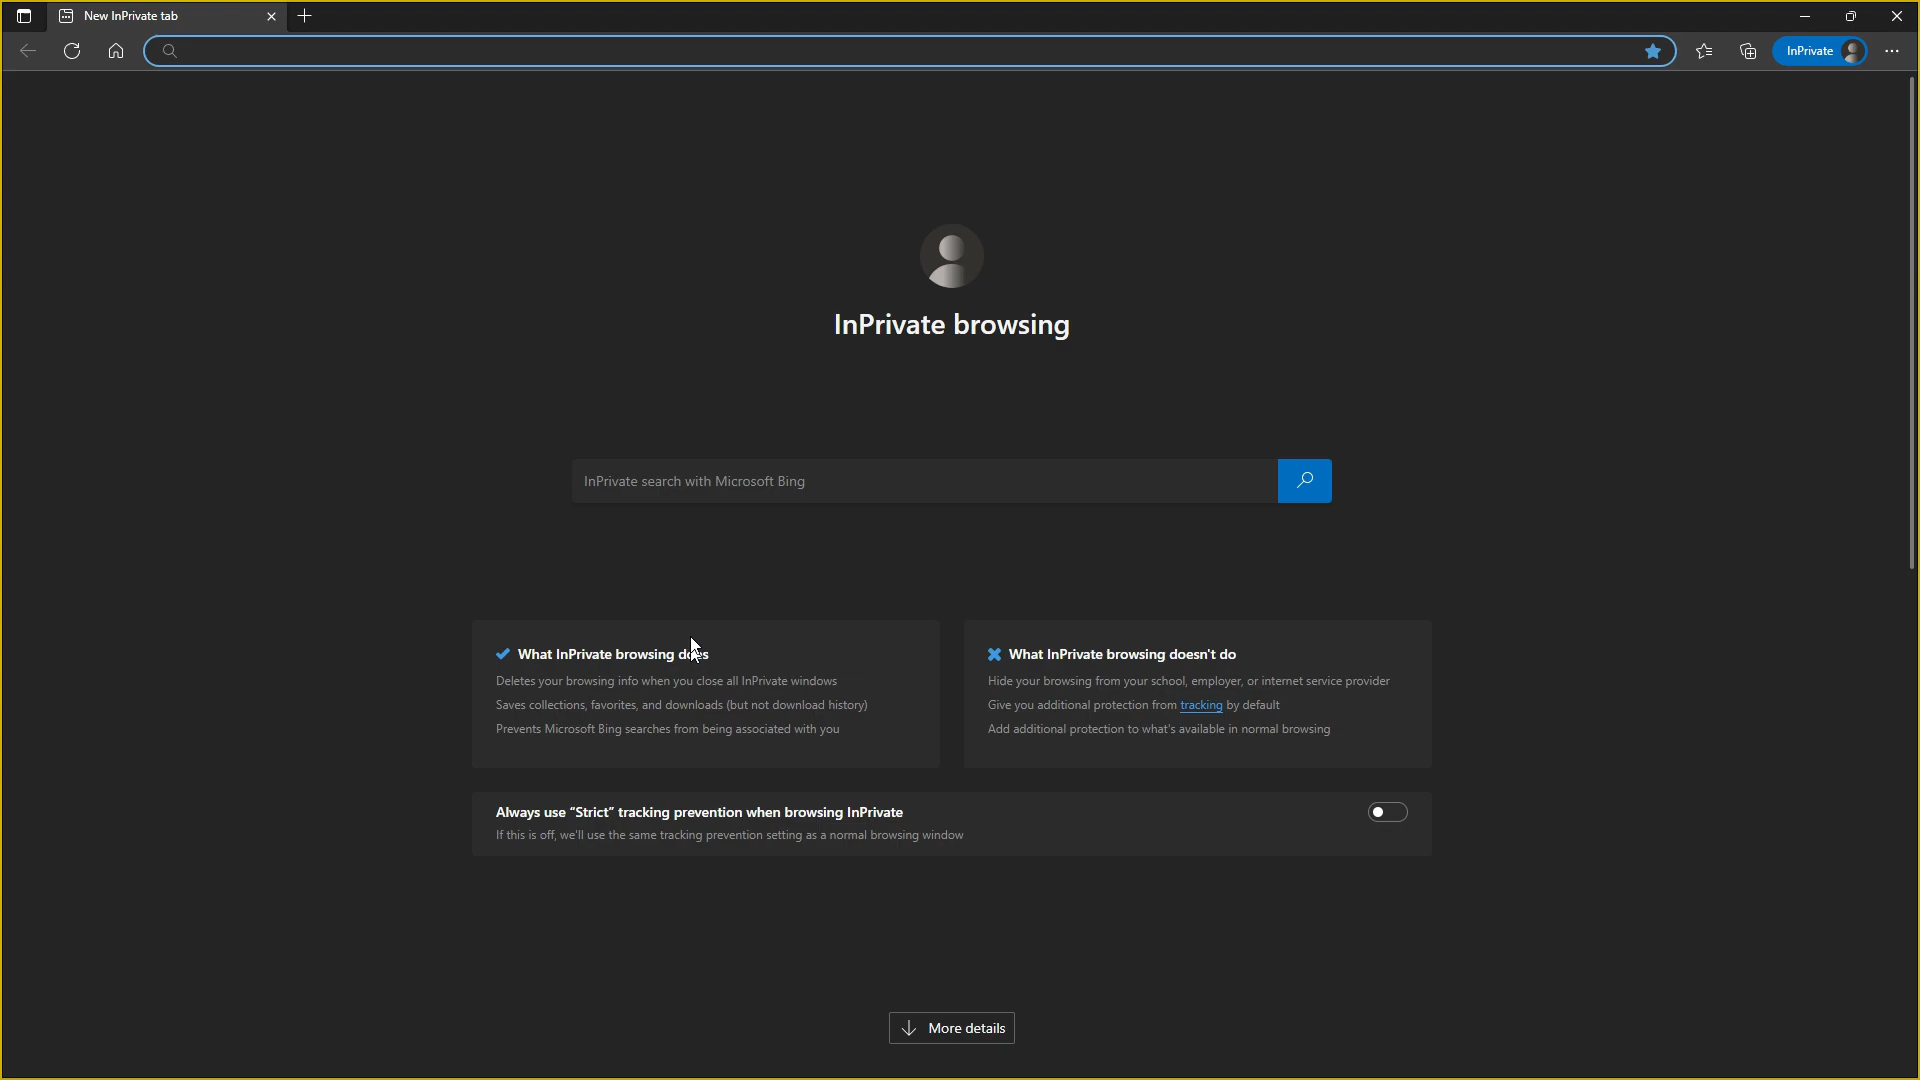 New InPrivate tab
InPrivate
InPrivate browsing
InPrivate search with Microsoft Bing
What InPrivate browsing does
Deletes your browsing info when you close all InPrivate windows
Saves collections, favorites, and downloads (but not download history)
Prevents Microsoft Bing searches from being associated with you
What InPrivate browsing doesn't do
Hide your browsing from your school, employer, or internet service provider
Give you additional protection from tracking by default
Add additional protection to what's available in normal browsing
Always use “Strict” tracking prevention when browsing InPrivate
If this is off, we'll use the same tracking prevention setting as a normal browsing window
More details